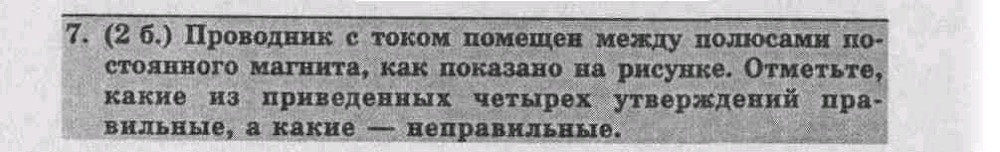 7. (2 б.) Проводник с током помещен между полюсами по-
стоянного магнита, как показано на рисунке. Отметьте,
какие из приведенных четырех утверждений пра-
вильные, а какие — неправильные.